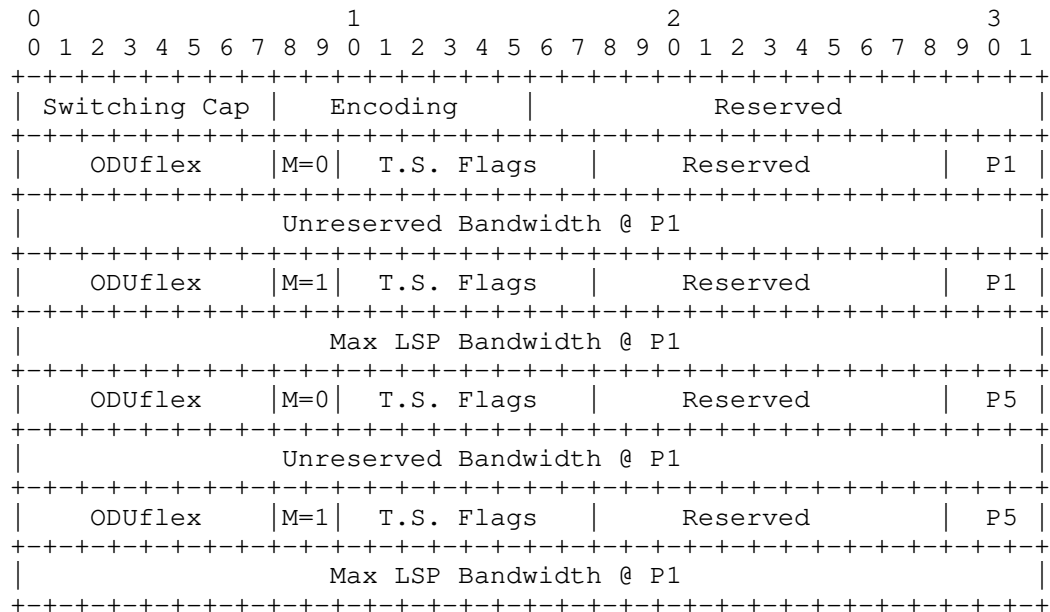 0                   1                   2                   3
0 1 2 3 4 5 6 7 8 9 0 1 2 3 4 5 6 7 8 9 0 1 2 3 4 5 6 7 8 9 0 1
+-+-+-+-+-+-+-+-+-+-+-+-+-+-+-+-+-+-+-+-+-+-+-+-+-+-+-+-+-+-+-+-+
| Switching Cap |   Encoding    |           Reserved            |
+-+-+-+-+-+-+-+-+-+-+-+-+-+-+-+-+-+-+-+-+-+-+-+-+-+-+-+-+-+-+-+-+
|    ODUflex    |M=0|  T.S. Flags   |     Reserved        |  P1 |
+-+-+-+-+-+-+-+-+-+-+-+-+-+-+-+-+-+-+-+-+-+-+-+-+-+-+-+-+-+-+-+-+
|                Unreserved Bandwidth @ P1                      |
+-+-+-+-+-+-+-+-+-+-+-+-+-+-+-+-+-+-+-+-+-+-+-+-+-+-+-+-+-+-+-+-+
|    ODUflex    |M=1|  T.S. Flags   |     Reserved        |  P1 |
+-+-+-+-+-+-+-+-+-+-+-+-+-+-+-+-+-+-+-+-+-+-+-+-+-+-+-+-+-+-+-+-+
|                   Max LSP Bandwidth @ P1                      |
+-+-+-+-+-+-+-+-+-+-+-+-+-+-+-+-+-+-+-+-+-+-+-+-+-+-+-+-+-+-+-+-+
|    ODUflex    |M=0|  T.S. Flags   |     Reserved        |  P5 |
+-+-+-+-+-+-+-+-+-+-+-+-+-+-+-+-+-+-+-+-+-+-+-+-+-+-+-+-+-+-+-+-+
|                Unreserved Bandwidth @ P1                      |
+-+-+-+-+-+-+-+-+-+-+-+-+-+-+-+-+-+-+-+-+-+-+-+-+-+-+-+-+-+-+-+-+
|    ODUflex    |M=1|  T.S. Flags   |     Reserved        |  P5 |
+-+-+-+-+-+-+-+-+-+-+-+-+-+-+-+-+-+-+-+-+-+-+-+-+-+-+-+-+-+-+-+-+
|                   Max LSP Bandwidth @ P1                      |
+-+-+-+-+-+-+-+-+-+-+-+-+-+-+-+-+-+-+-+-+-+-+-+-+-+-+-+-+-+-+-+-+